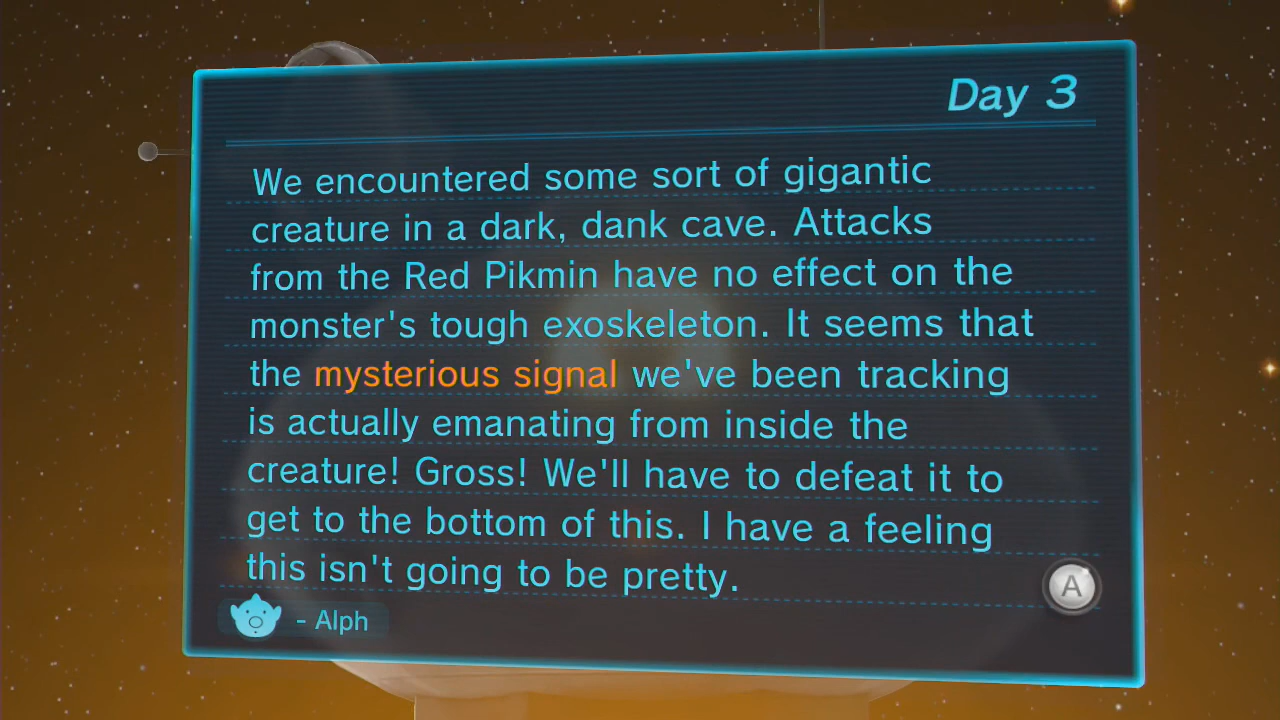 Day 3
We encountered some sort of gigantic
creature in a dark, dank cave. Attacks
from the Red Pikmin have no effect on the
monster's tough exoskeleton. It seems that
the mysterious signal we've been tracking
is actually emanating from inside the
creature! Gross! We'll have to defeat it to
get to the bottom of this. I have a feeling
this isn't going to be pretty.
- Alph
A